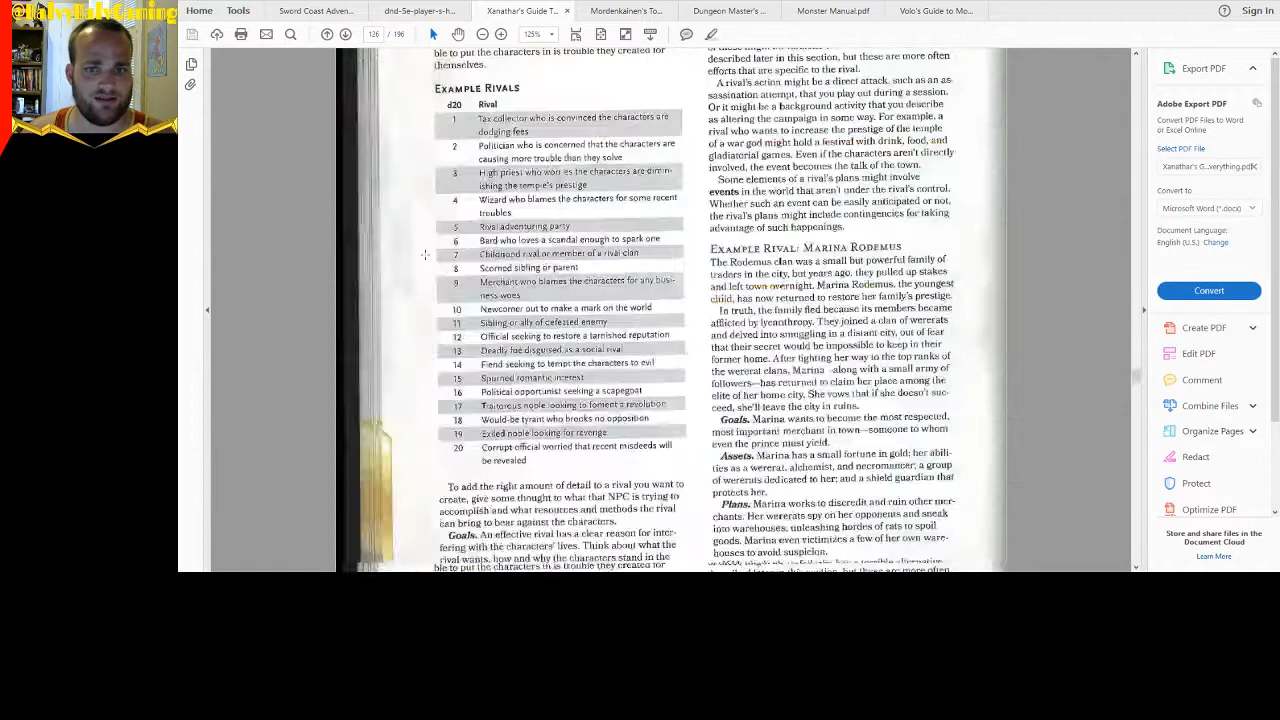 @RalvyRalvGaming
Home
Tools
Sword Coast Adven...
dnd-5e-player-s-h...
Xanathar's Guide T...
Mordenkainen's To...
Dungeon Master's ...
Monster Manual.pdf
Volo's Guide to Mo...
Sign In
126 / 196
125%
ble to put the characters in is trouble they created for
themselves.
EXAMPLE RIVALS
d20 Rival
1 Tax collector who is convinced the characters are
dodging fees
2 Politician who is concerned that the characters are
causing more trouble than they solve
3 High priest who worries the characters are dimin-
ishing the temple's prestige
4 Wizard who blames the characters for some recent
troubles
5 Rival adventuring party
6 Bard who loves a scandal enough to spark one
7 Childhood rival or member of a rival clan
8 Scorned sibling or parent
9 Merchant who blames the characters for any busi-
ness woes
10 Newcomer out to make a mark on the world
11 Sibling or ally of defeated enemy
12 Official seeking to restore a tarnished reputation
13 Deadly foe disguised as a social rival
14 Fiend seeking to tempt the characters to evil
15 Spurned romantic interest
16 Political opportunist seeking a scapegoat
17 Traitorous noble looking to foment a revolution
18 Would-be tyrant who brooks no opposition
19 Exiled noble looking for revenge
20 Corrupt official worried that recent misdeeds will
be revealed
To add the right amount of detail to a rival you want to
create, give some thought to what that NPC is trying to
accomplish and what resources and methods the rival
can bring to bear against the characters.
Goals. An effective rival has a clear reason for inter-
fering with the characters' lives. Think about what the
rival wants, how and why the characters stand in the
ble to put the characters in is trouble they created for
described later in this section, but these are more often
efforts that are specific to the rival.
A rival's action might be a direct attack, such as an as-
sassination attempt, that you play out during a session.
Or it might be a background activity that you describe
as altering the campaign in some way. For example, a
rival who wants to increase the prestige of the temple
of a war god might hold a festival with drink, food, and
gladiatorial games. Even if the characters aren't directly
involved, the event becomes the talk of the town.
Some elements of a rival's plans might involve
events in the world that aren't under the rival's control.
Whether such an event can be easily anticipated or not,
the rival's plans might include contingencies for taking
advantage of such happenings.
EXAMPLE RIVAL: MARINA RODEMUS
The Rodemus clan was a small but powerful family of
traders in the city, but years ago, they pulled up stakes
and left town overnight. Marina Rodemus, the youngest
child, has now returned to restore her family's prestige.
In truth, the family fled because its members became
afflicted by lycanthropy. They joined a clan of wererats
and delved into smuggling in a distant city, out of fear
that their secret would be impossible to keep in their
former home. After fighting her way to the top ranks of
the wererat clans, Marina—along with a small army of
followers—has returned to claim her place among the
elite of her home city. She vows that if she doesn't suc-
ceed, she'll leave the city in ruins.
Goals. Marina wants to become the most respected,
most important merchant in town—someone to whom
even the prince must yield.
Assets. Marina has a small fortune in gold; her abili-
ties as a wererat, alchemist, and necromancer; a group
of wererats dedicated to her; and a shield guardian that
protects her.
Plans. Marina works to discredit and ruin other mer-
chants. Her wererats spy on her opponents and sneak
into warehouses, unleashing hordes of rats to spoil
goods. Marina even victimizes a few of her own ware-
houses to avoid suspicion.
Export PDF
Adobe Export PDF
Convert PDF Files to Word
or Excel Online
Select PDF File
Xanathar's G...verything.pdf
Convert to
Microsoft Word (*.docx)
Document Language:
English (U.S.) Change
Convert
Create PDF
Edit PDF
Comment
Combine Files
Organize Pages
Redact
Protect
Optimize PDF
Store and share files in the
Document Cloud
Learn More